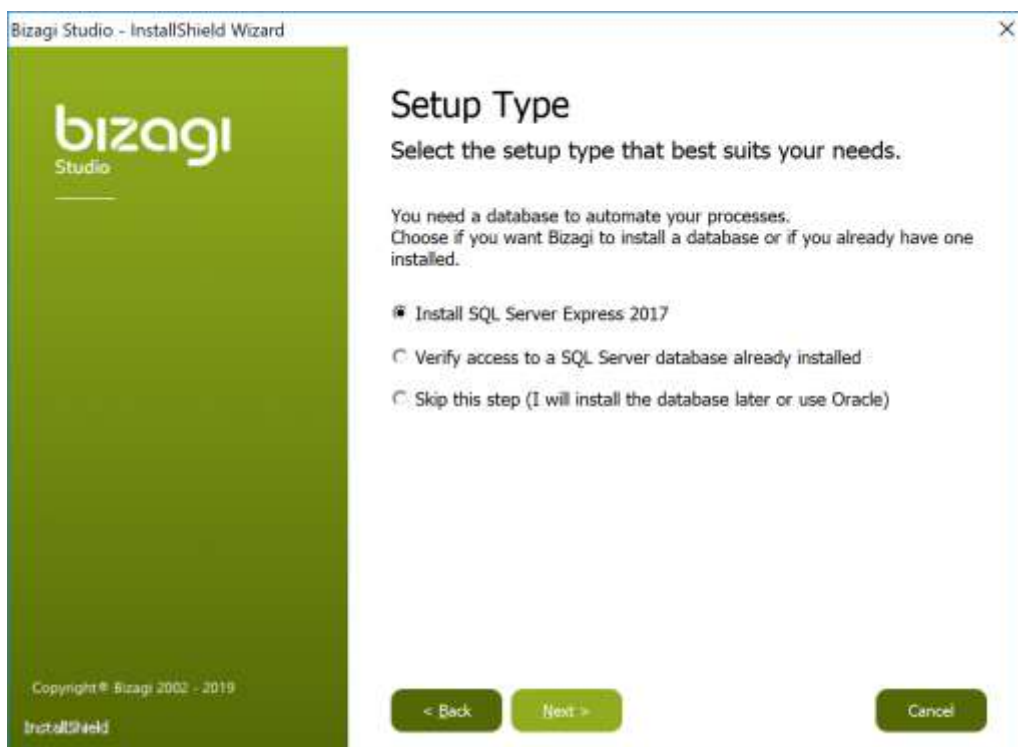 Bizagi Studio - InstallShield Wizard
bizagi
Studio
Setup Type
Select the setup type that best suits your needs.
You need a database to automate your processes.
Choose if you want Bizagi to install a database or if you already have one
installed.
Install SQL Server Express 2017
Verify access to a SQL Server database already installed
Skip this step (I will install the database later or use Oracle)
Copyright © Bizagi 2002 - 2019
InstallShield
< Back
Next >
Cancel